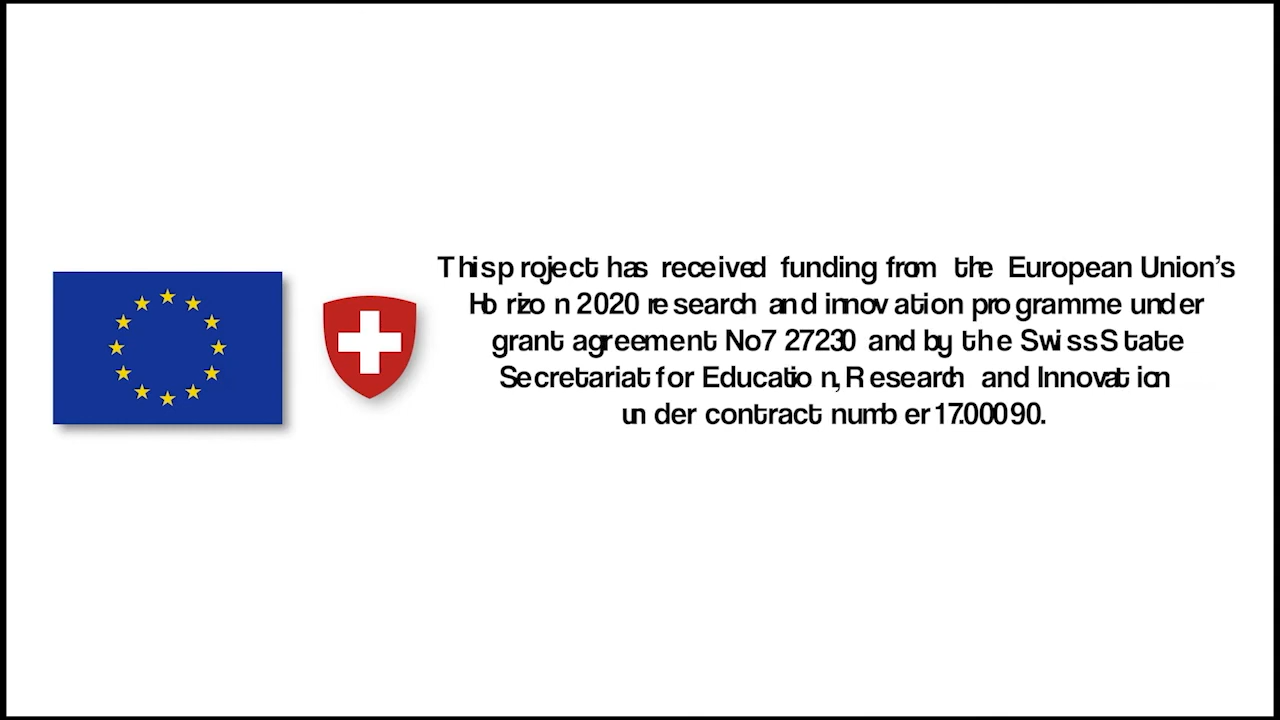 This project has received funding from the European Union’s
Horizon 2020 research and innovation programme under
grant agreement No 727230 and by the Swiss State
Secretariat for Education, Research and Innovation
under contract number 17.00090.